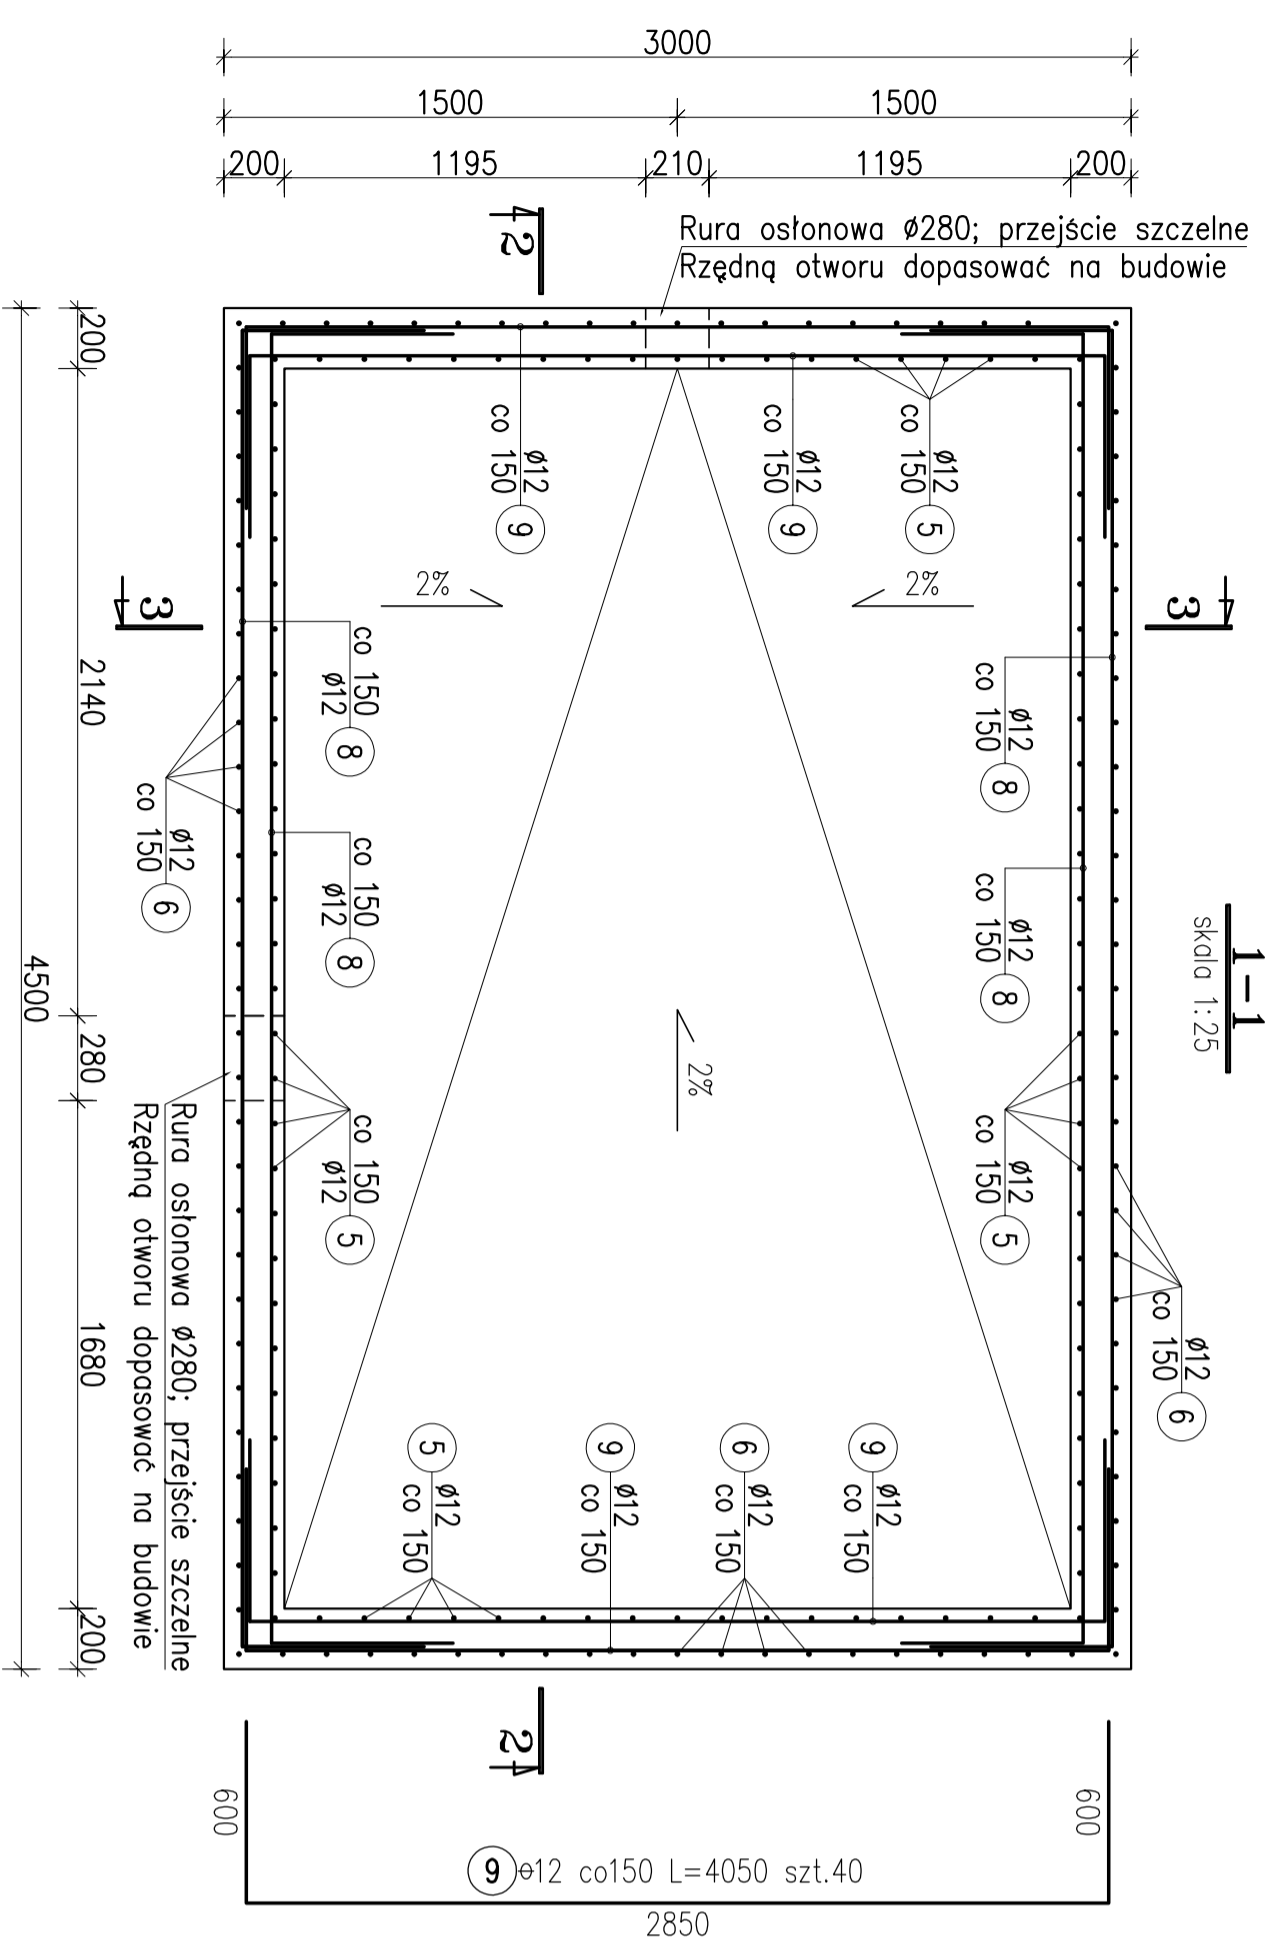 3000
1500
1500
200
1195
210
1195
200
Rura osłonowa ø280; przejście szczelne
Rzędną otworu dopasować na budowie
2
200
ø12
co 150
9
ø12
co 150
9
ø12
co 150
5
2%
2%
3
3
2140
co 150
ø12
8
ø12
co 150
8
ø12
co 150
6
co 150
ø12
8
ø12
co 150
8
1-1
skala 1:25
4500
280
2%
co 150
ø12
5
ø12
co 150
5
Rura osłonowa ø280; przejście szczelne
Rzędną otworu dopasować na budowie
1680
ø12
co 150
6
5
ø12
co 150
9
ø12
co 150
6
ø12
co 150
9
ø12
co 150
200
2
600
600
9 ø12 co150 L=4050 szt.40
2850